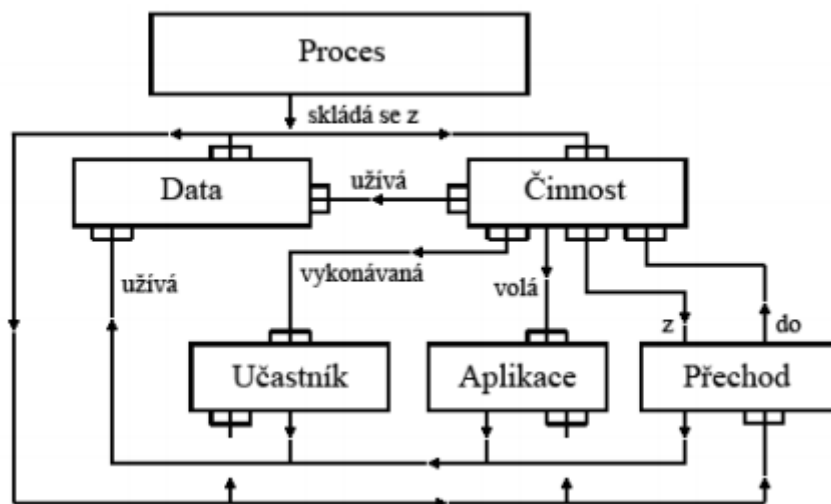 Proces
skládá se z
Data
užívá
Činnost
užívá
vykonávaná
volá
z
do
Učastník
Aplikace
Přechod